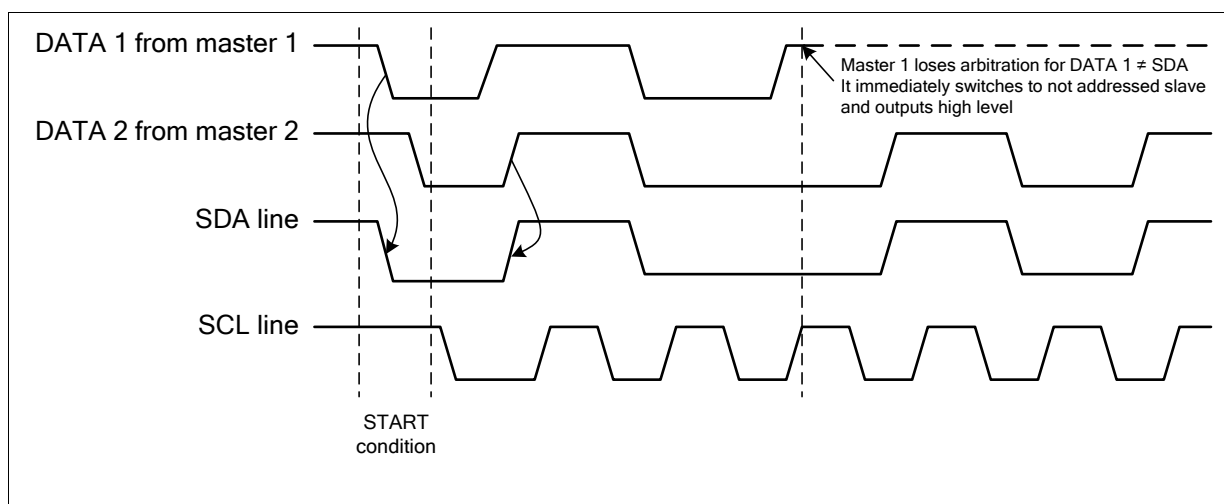 DATA 1 from master 1
Master 1 loses arbitration for DATA 1 ≠ SDA
It immediately switches to not addressed slave
and outputs high level
DATA 2 from master 2
SDA line
SCL line
START
condition